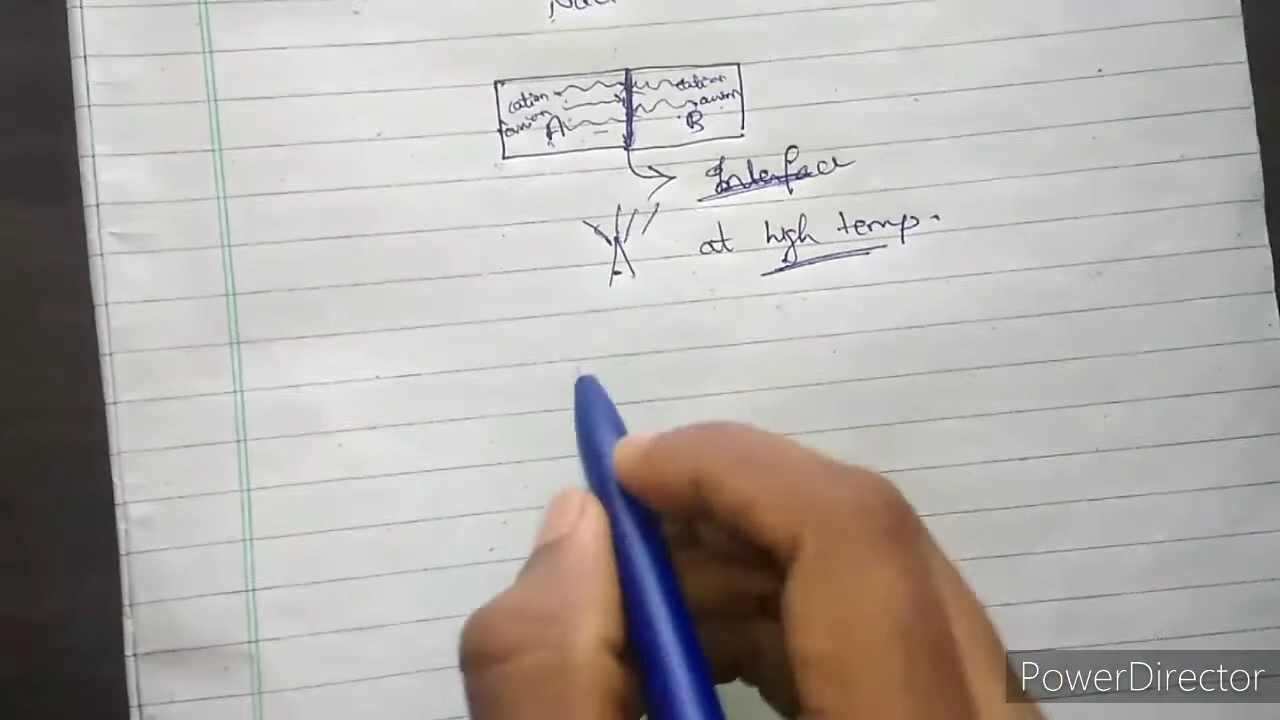 cation cation
anion anion
A B
Interface
at high temp.
PowerDirector